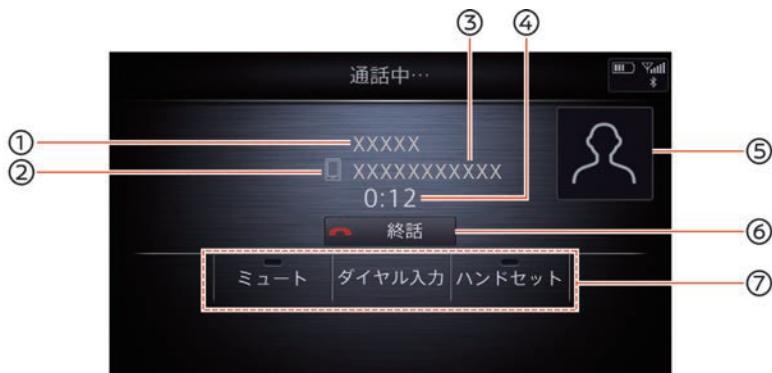 ③ ④
通話中…
① XXXXX
② XXXXXXXXXXX
0:12
⑤
終話 ⑥
ミュート ダイヤル入力 ハンドセット ⑦